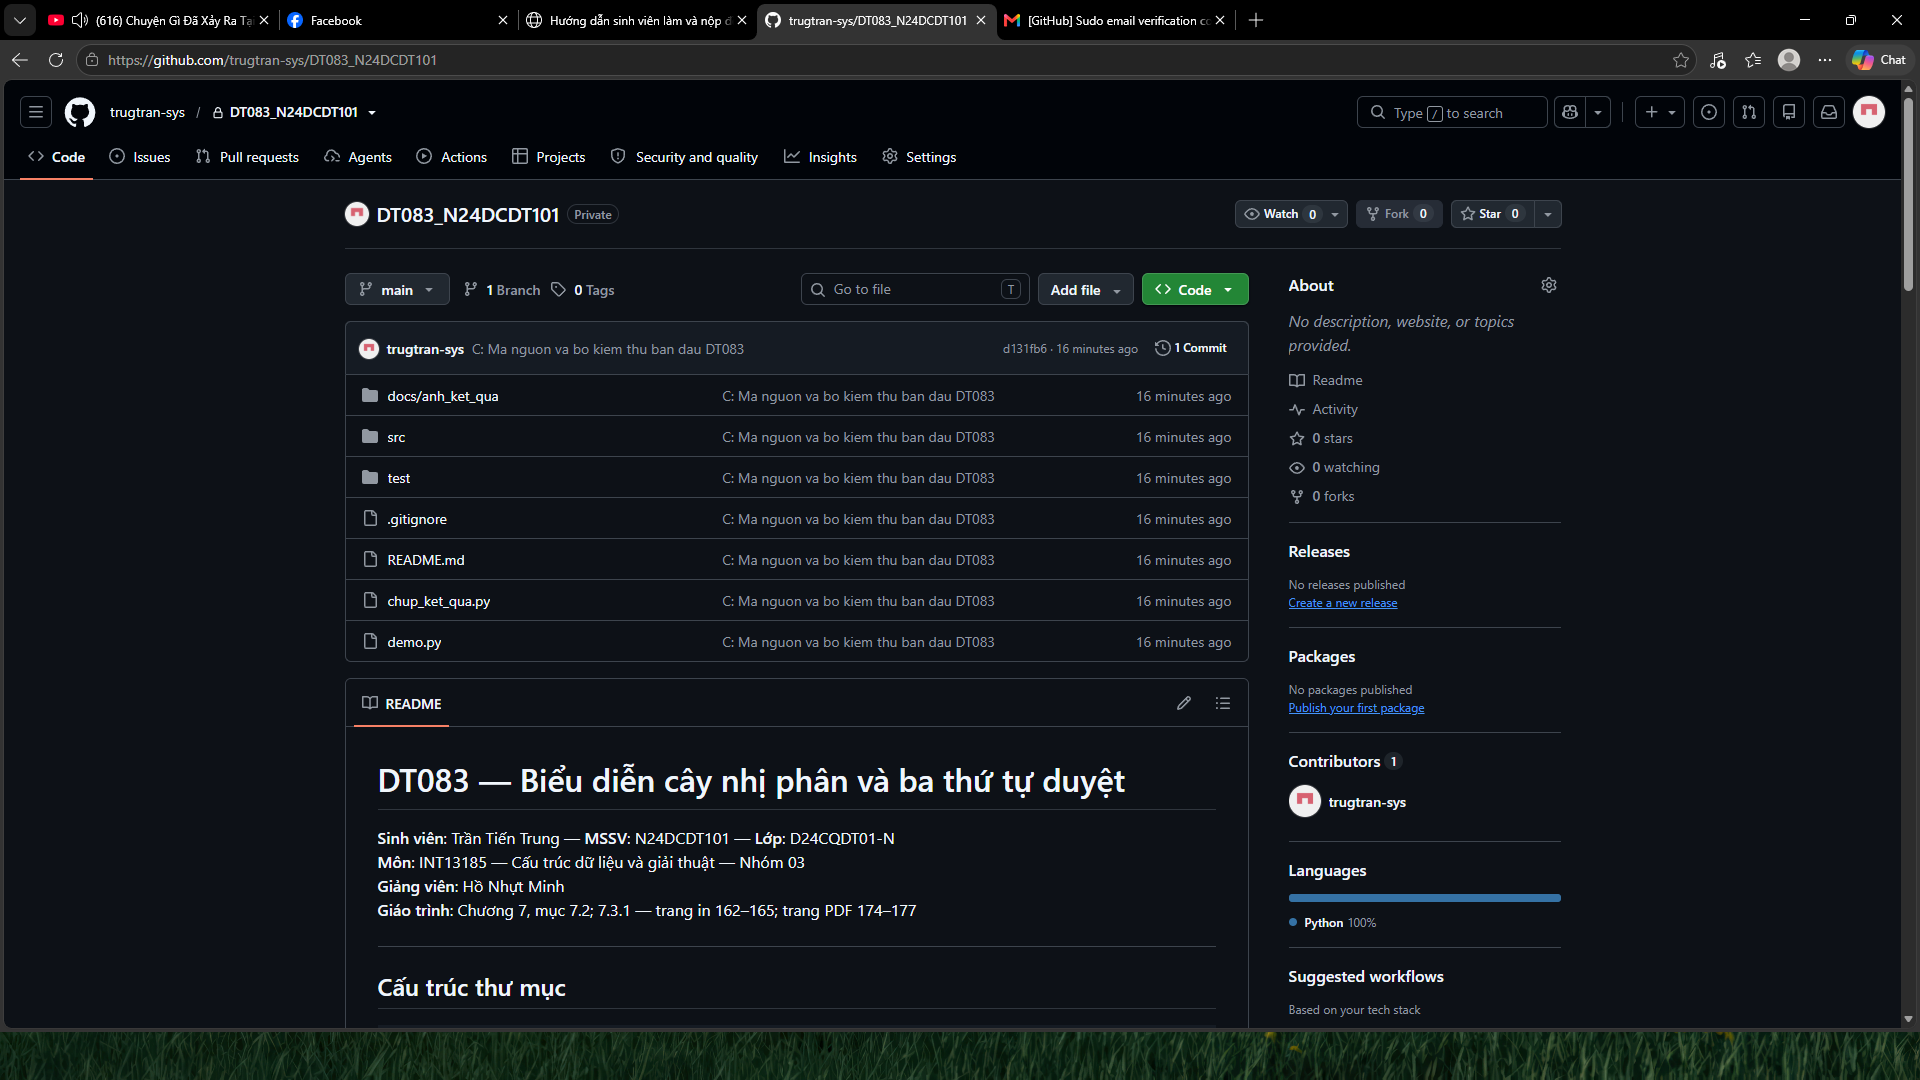 (616) Chuyện Gì Đã Xảy Ra Tạ
Facebook
Hướng dẫn sinh viên làm và nộp đ
trugtran-sys/DT083_N24DCDT101
[GitHub] Sudo email verification co
https://github.com/trugtran-sys/DT083_N24DCDT101
Chat
trugtran-sys / DT083_N24DCDT101
Type / to search
Code
Issues
Pull requests
Agents
Actions
Projects
Security and quality
Insights
Settings
DT083_N24DCDT101 Private
Watch 0
Fork 0
Star 0
main
1 Branch
0 Tags
Go to file T
Add file
Code
trugtran-sys C: Ma nguon va bo kiem thu ban dau DT083 d131fb6 · 16 minutes ago 1 Commit
docs/anh_ket_qua C: Ma nguon va bo kiem thu ban dau DT083 16 minutes ago
src C: Ma nguon va bo kiem thu ban dau DT083 16 minutes ago
test C: Ma nguon va bo kiem thu ban dau DT083 16 minutes ago
.gitignore C: Ma nguon va bo kiem thu ban dau DT083 16 minutes ago
README.md C: Ma nguon va bo kiem thu ban dau DT083 16 minutes ago
chup_ket_qua.py C: Ma nguon va bo kiem thu ban dau DT083 16 minutes ago
demo.py C: Ma nguon va bo kiem thu ban dau DT083 16 minutes ago
README
DT083 — Biểu diễn cây nhị phân và ba thứ tự duyệt
Sinh viên: Trần Tiến Trung — MSSV: N24DCDT101 — Lớp: D24CQDT01-N
Môn: INT13185 — Cấu trúc dữ liệu và giải thuật — Nhóm 03
Giảng viên: Hồ Nhựt Minh
Giáo trình: Chương 7, mục 7.2; 7.3.1 — trang in 162–165; trang PDF 174–177
Cấu trúc thư mục
About
No description, website, or topics
provided.
Readme
Activity
0 stars
0 watching
0 forks
Releases
No releases published
Create a new release
Packages
No packages published
Publish your first package
Contributors 1
trugtran-sys
Languages
Python 100%
Suggested workflows
Based on your tech stack